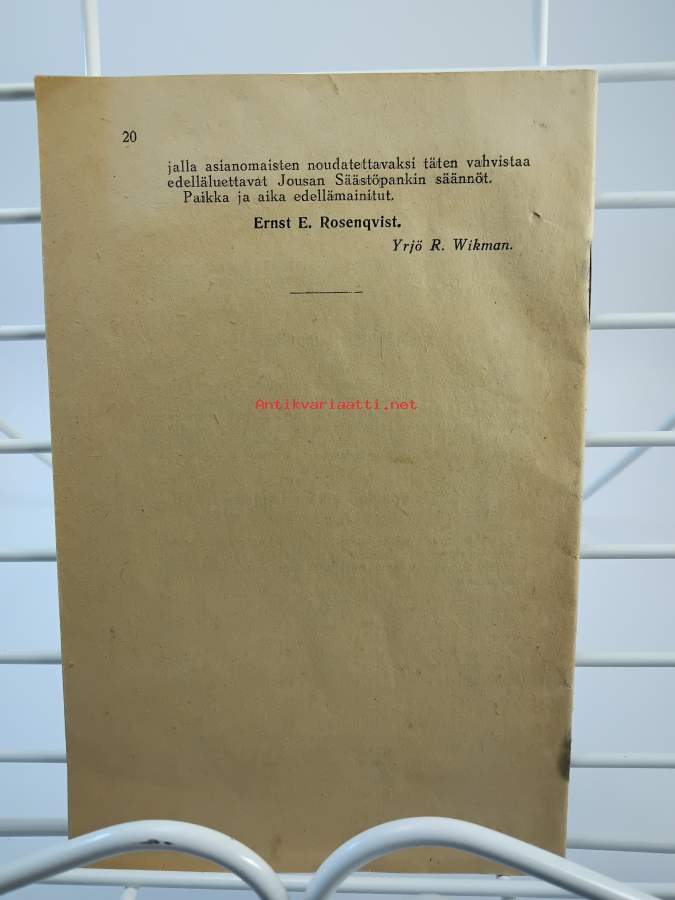 20
jalla asianomaisten noudatettavaksi täten vahvistaa
edelläluettavat Jousan Säästöpankin säännöt.
Paikka ja aika edellämainitut.
Ernst E. Rosenqvist.
Yrjö R. Wikman.
Antikvariaatti.net